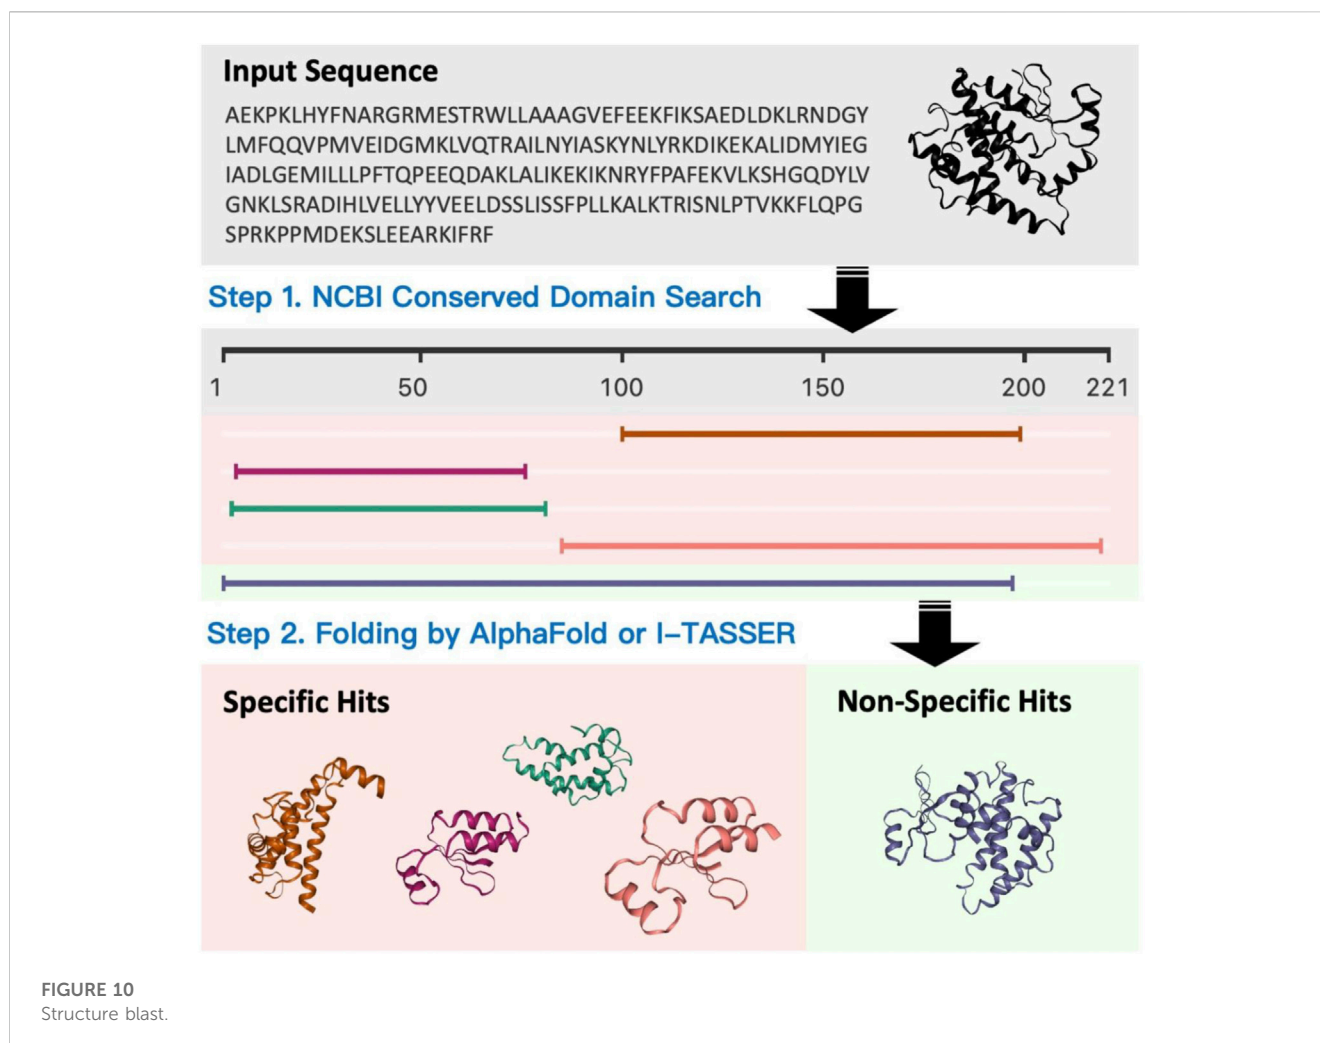 Input Sequence
AEKPKLHYFNARGRMESTRWLLAAAGVEFEEKFIKSAEDLDKLRNDGY
LMFQQVPMVEIDGMKLVQTRAILNYIASKYNLYRKDIKEKALIDMYIEG
IADLGEMILLLPFTQPEEQDAKLALIKEKIKNRYFPAFEKVLKSHGQDYLV
GNKLSRADIHLVELLYYVEELDSSLISSFPLLKALKTRISNLPTVKKFLQPG
SPRKPPMDEKSLEEARKIFRF
Step 1. NCBI Conserved Domain Search
1 50 100 150 200 221
Step 2. Folding by AlphaFold or I-TASSER
Specific Hits
Non-Specific Hits
FIGURE 10
Structure blast.